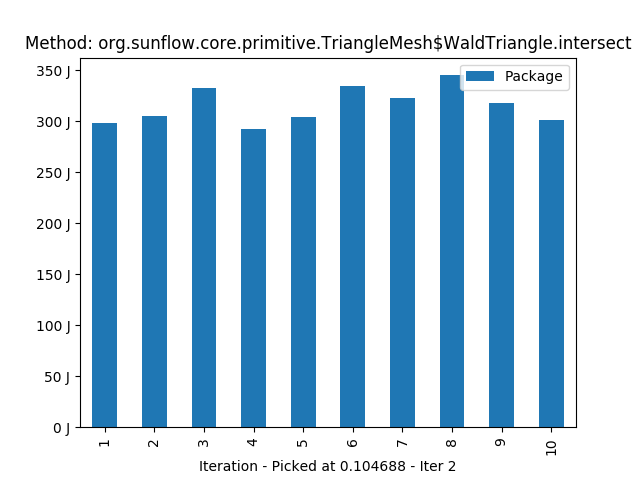 Method: org.sunflow.core.primitive.TriangleMesh$WaldTriangle.intersect
Package
350 J
300 J
250 J
200 J
150 J
100 J
50 J
0 J
1 2 3 4 5 6 7 8 9 10
Iteration - Picked at 0.104688 - Iter 2